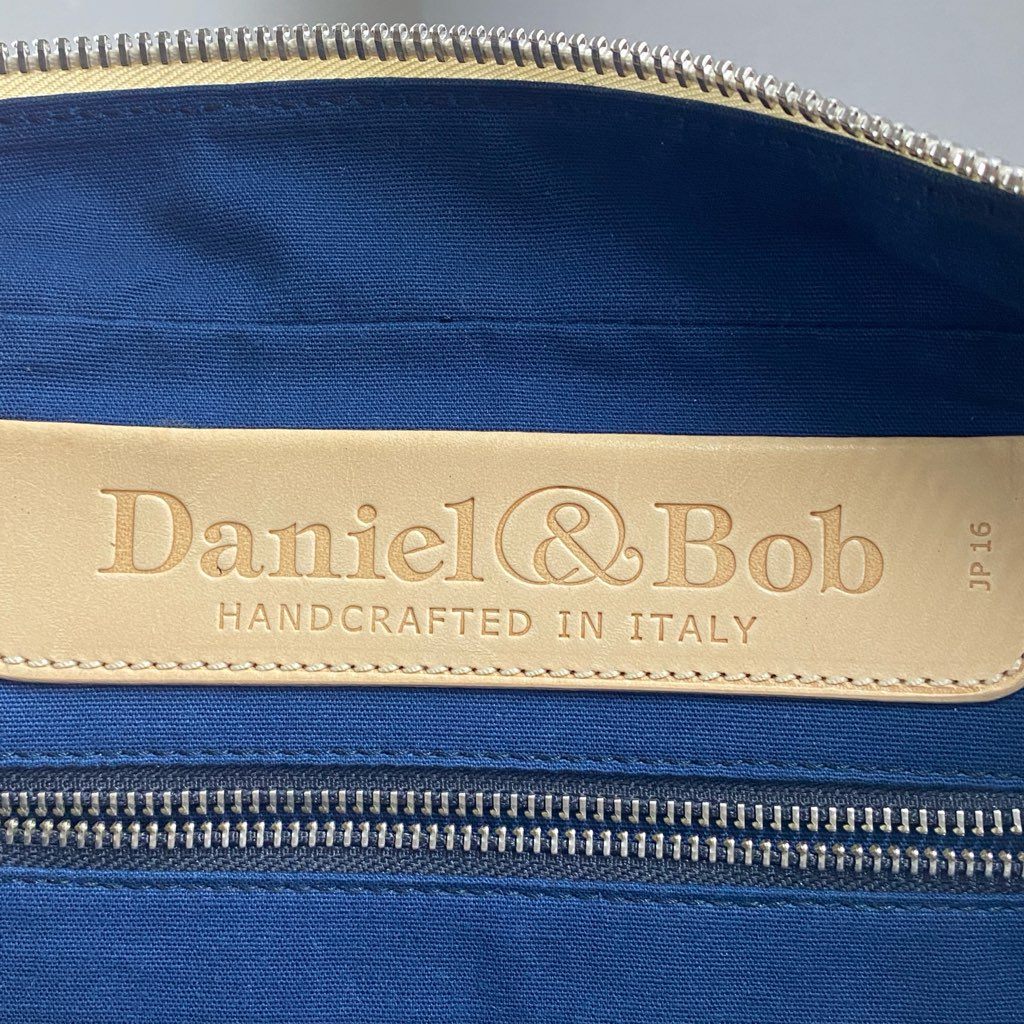 Daniel&Bob
HANDCRAFTED IN ITALY
JP 16